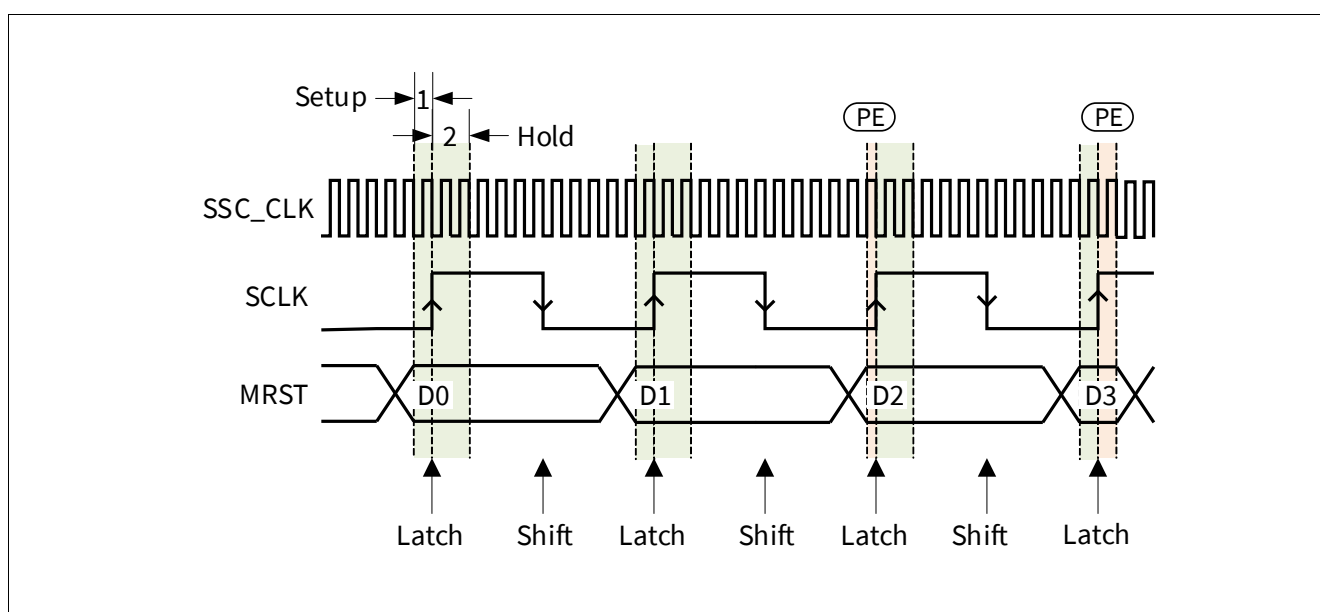 Setup 1
2 Hold
PE PE
SSC_CLK
SCLK
MRST D0 D1 D2 D3
Latch Shift Latch Shift Latch Shift Latch